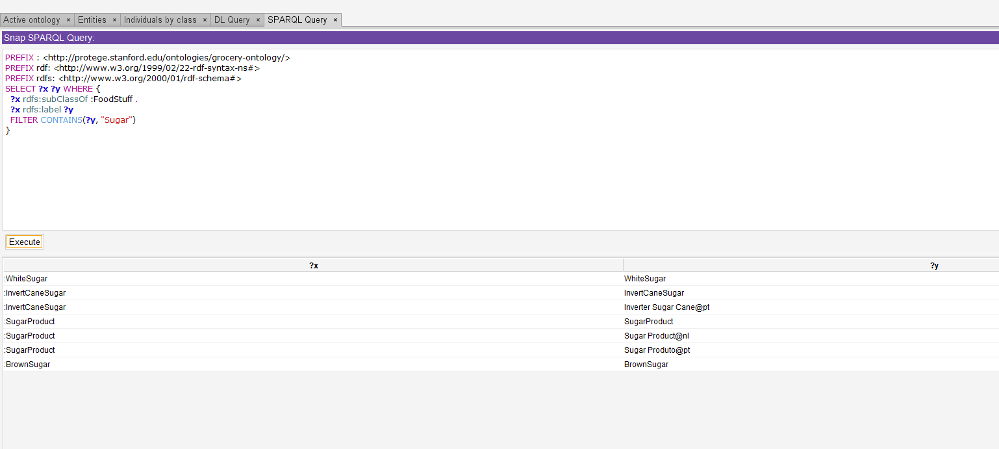 Active ontology × Entities × Individuals by class × DL Query × SPARQL Query ×
Snap SPARQL Query:
PREFIX : <http://protege.stanford.edu/ontologies/grocery-ontology/>
PREFIX rdf: <http://www.w3.org/1999/02/22-rdf-syntax-ns#>
PREFIX rdfs: <http://www.w3.org/2000/01/rdf-schema#>
SELECT ?x ?y WHERE {
?x rdfs:subClassOf :FoodStuff .
?x rdfs:label ?y
FILTER CONTAINS(?y, "Sugar")
}
Execute
?x ?y
:WhiteSugar WhiteSugar
:InvertCaneSugar InvertCaneSugar
:InvertCaneSugar Inverter Sugar Cane@pt
:SugarProduct SugarProduct
:SugarProduct Sugar Product@nl
:SugarProduct Sugar Produto@pt
:BrownSugar BrownSugar